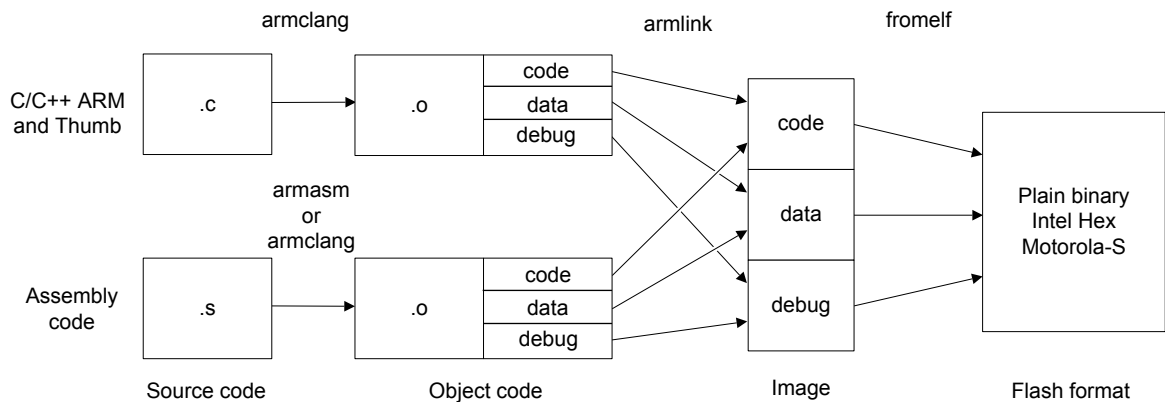 armclang
armlink
fromelf
C/C++ ARM
and Thumb
.c
.o
code
data
debug
armasm
or
armclang
Assembly
code
.s
.o
code
data
debug
code
data
debug
Plain binary
Intel Hex
Motorola-S
Source code
Object code
Image
Flash format